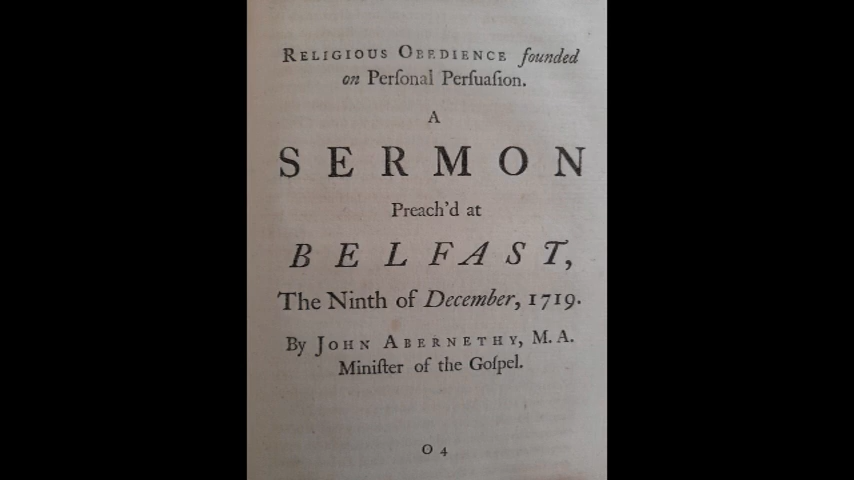 RELIGIOUS OBEDIENCE founded
on Perſonal Perſuaſion.
A
SERMON
Preach'd at
BELFAST,
The Ninth of December, 1719.
By JOHN ABERNETHY, M. A.
Miniſter of the Goſpel.
O 4